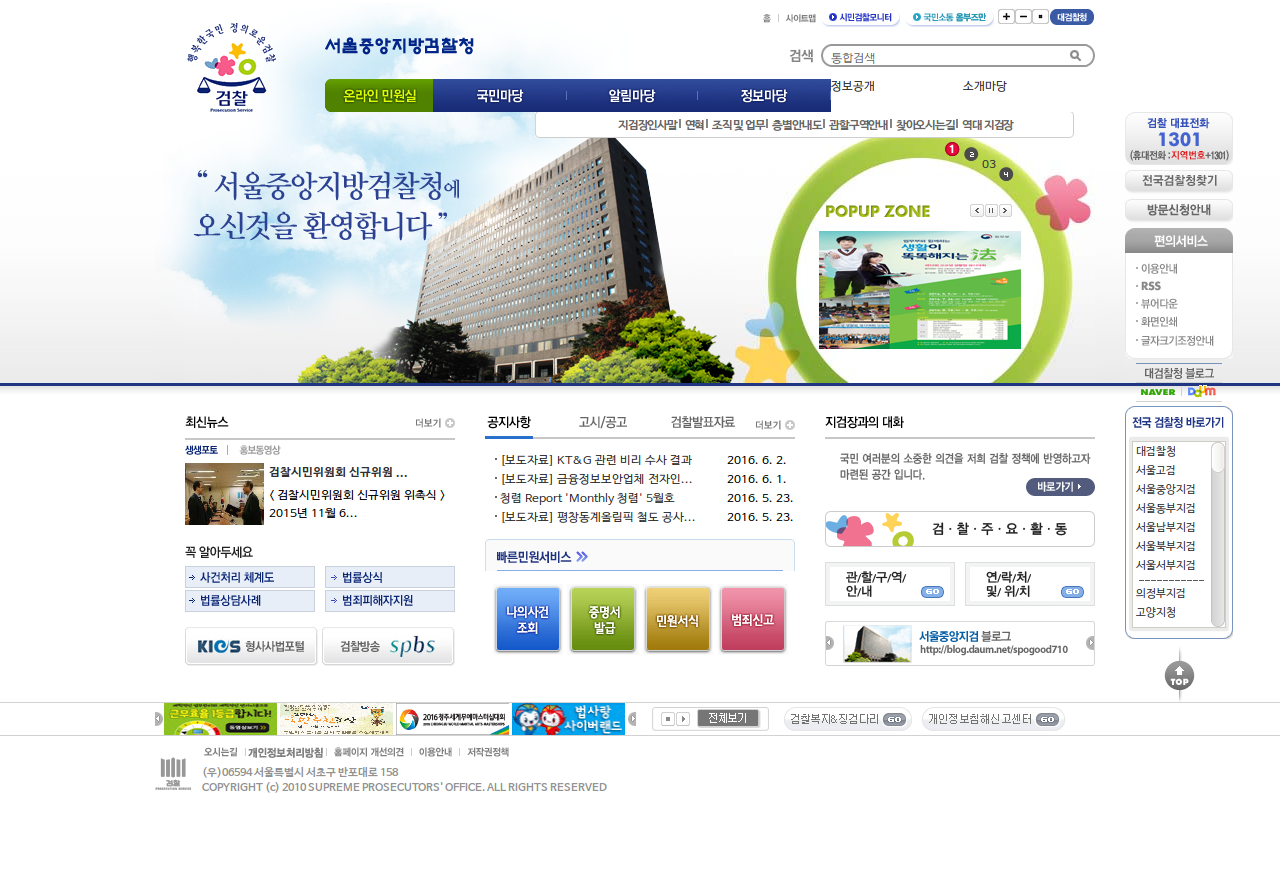 홈 | 사이트맵 시민검찰모니터 국민소통 옴부즈만 대검찰청
행복한국민 정의로운검찰
검찰
Prosecution Service
서울중앙지방검찰청
검색 통합검색
온라인 민원실 국민마당 알림마당 정보마당 정보공개 소개마당
지검장인사말 | 연혁 | 조직 및 업무 | 층별안내도 | 관할구역안내 | 찾아오시는길 | 역대 지검장
“ 서울중앙지방검찰청에
오신것을 환영합니다 ”
1 2 03 4
POPUP ZONE
법무부
생활이
똑똑해지는 法
검찰 대표전화
1301
(휴대전화 :지역번호+1301)
전국검찰청찾기
방문신청안내
편의서비스
· 이용안내
· RSS
· 뷰어다운
· 화면인쇄
· 글자크기조정안내
대검찰청 블로그
NAVER | Daum
전국 검찰청 바로가기
대검찰청
서울고검
서울중앙지검
서울동부지검
서울남부지검
서울북부지검
서울서부지검
-----------
의정부지검
고양지청
TOP
최신뉴스 더보기
생생포토 | 홍보동영상
검찰시민위원회 신규위원 ...
< 검찰시민위원회 신규위원 위촉식 >
2015년 11월 6...
꼭 알아두세요
사건처리 체계도 법률상식
법률상담사례 범죄피해자지원
KICS 형사사법포털 검찰방송 spbs
공지사항 고시/공고 검찰발표자료 더보기
· [보도자료] KT&G 관련 비리 수사 결과 2016. 6. 2.
· [보도자료] 금융정보보안업체 전자인... 2016. 6. 1.
· 청렴 Report 'Monthly 청렴' 5월호 2016. 5. 23.
· [보도자료] 평창동계올림픽 철도 공사... 2016. 5. 23.
빠른민원서비스
나의사건
조회
증명서
발급
민원서식
범죄신고
지검장과의 대화
국민 여러분의 소중한 의견을 저희 검찰 정책에 반영하고자
마련된 공간 입니다.
바로가기
검·찰·주·요·활·동
관/할/구/역/
안/내 GO
연/락/처/
및/ 위/치 GO
서울중앙지검 블로그
http://blog.daum.net/spogood710
근무효율 1등급 합시다!
2016청주세계무예마스터십대회
법사랑
사이버랜드
전체보기
검찰복지&징검다리 GO
개인정보침해신고센터 GO
오시는길 | 개인정보처리방침 | 홈페이지 개선의견 | 이용안내 | 저작권정책
검찰
PROSECUTION SERVICE
(우)06594 서울특별시 서초구 반포대로 158
COPYRIGHT (c) 2010 SUPREME PROSECUTORS' OFFICE. ALL RIGHTS RESERVED